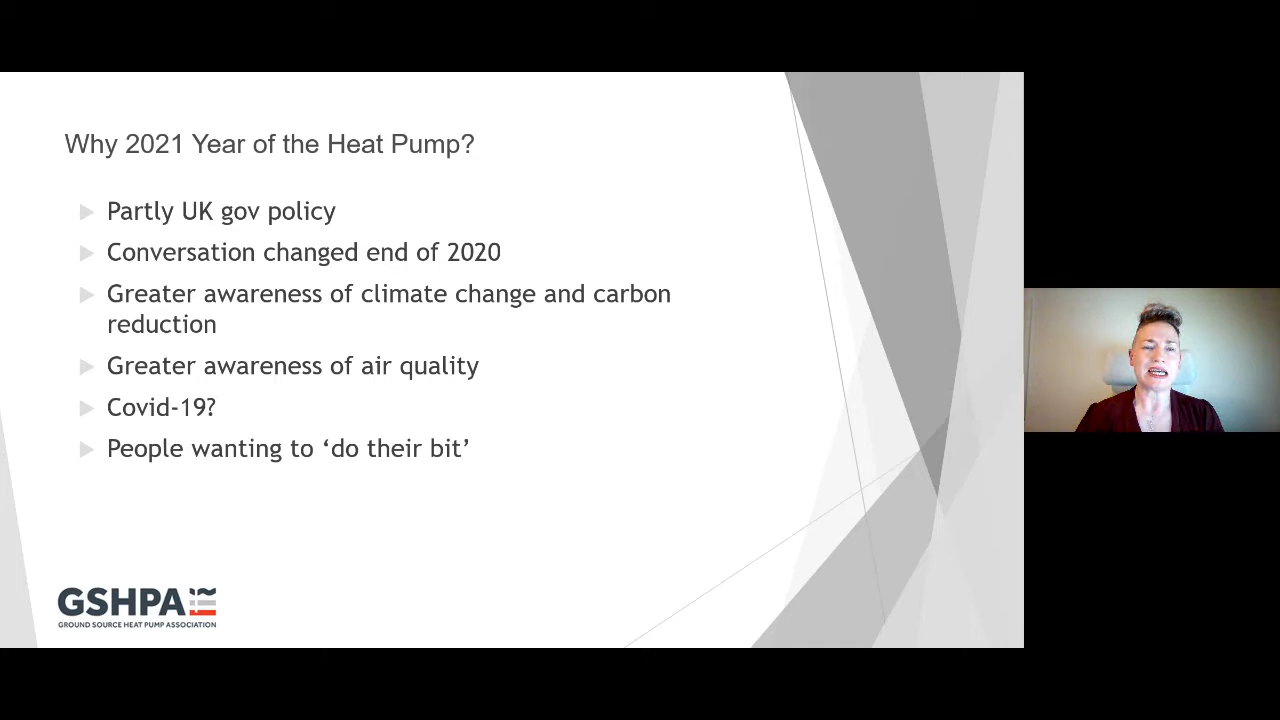 Why 2021 Year of the Heat Pump?
Partly UK gov policy
Conversation changed end of 2020
Greater awareness of climate change and carbon
reduction
Greater awareness of air quality
Covid-19?
People wanting to ‘do their bit’
GSHPA
GROUND SOURCE HEAT PUMP ASSOCIATION